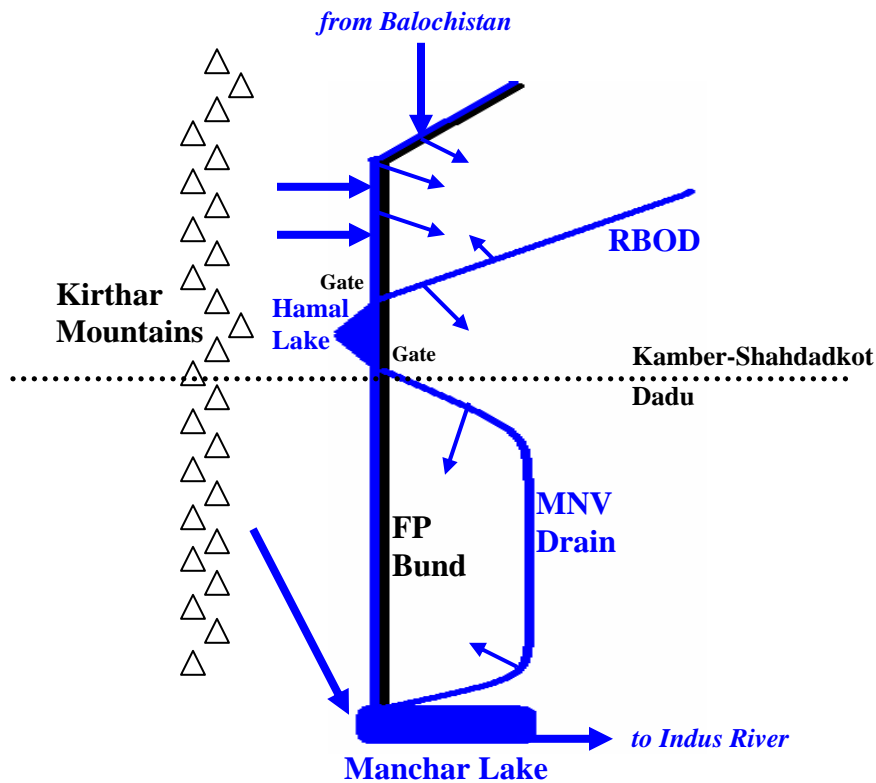 from Balochistan
RBOD
Gate
Kirthar
Mountains
Hamal
Lake
Gate
Kamber-Shahdadkot
Dadu
MNV
Drain
FP
Bund
to Indus River
Manchar Lake